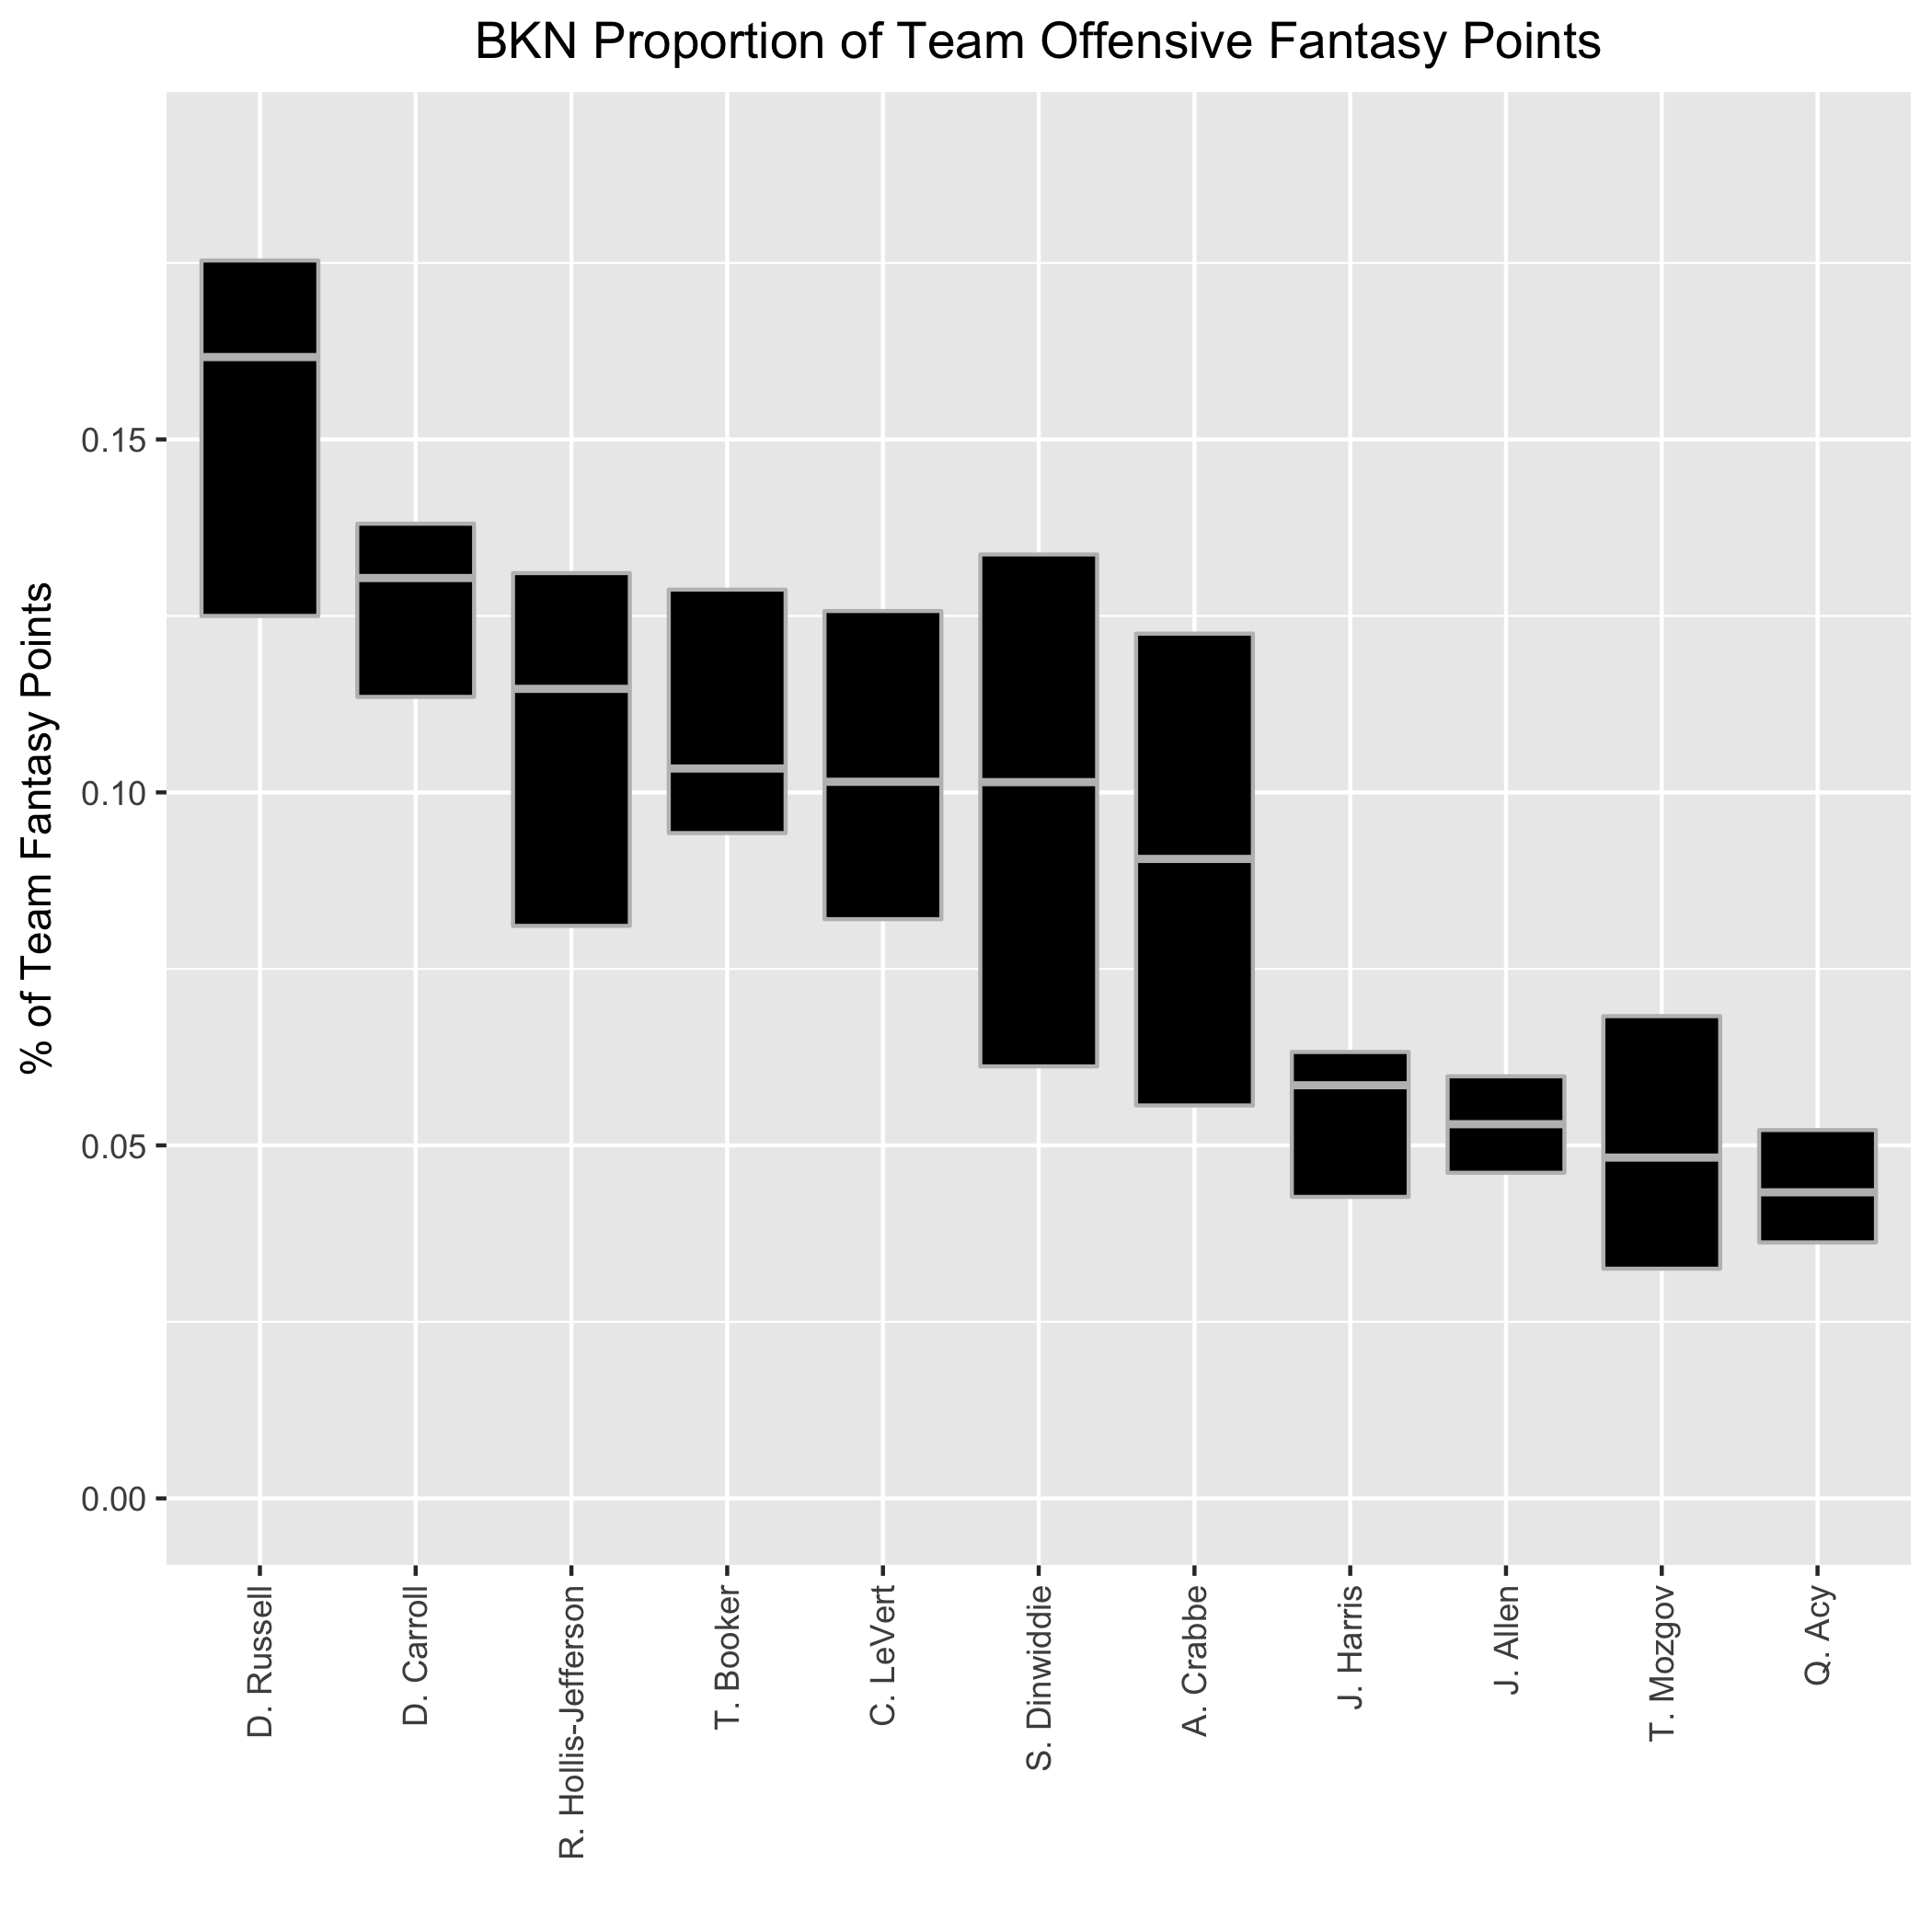 BKN Proportion of Team Offensive Fantasy Points
% of Team Fantasy Points
0.15
0.10
0.05
0.00
D. Russell
D. Carroll
R. Hollis-Jefferson
T. Booker
C. LeVert
S. Dinwiddie
A. Crabbe
J. Harris
J. Allen
T. Mozgov
Q. Acy